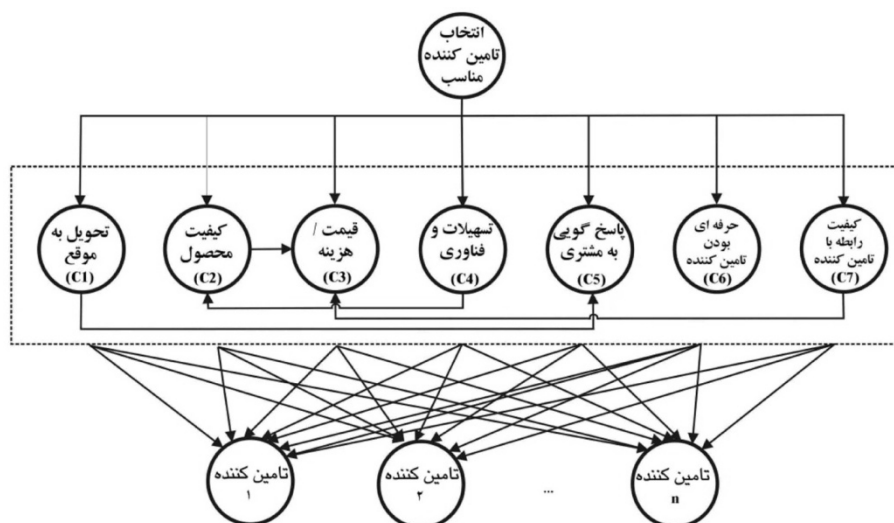 انتخاب
تامین کننده
مناسب
تحویل به
موقع
(C1)
کیفیت
محصول
(C2)
قیمت /
هزینه
(C3)
تسهیلات و
فناوری
(C4)
پاسخ گویی
به مشتری
(C5)
حرفه ای
بودن
تامین کننده
(C6)
کیفیت
رابطه با
تامین کننده
(C7)
تامین کننده
۱
تامین کننده
۲
...
تامین کننده
n